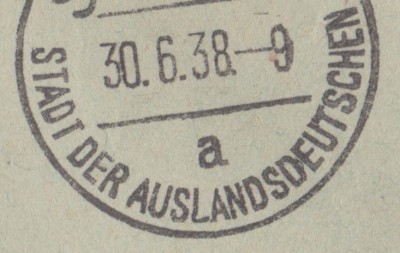 30.6.38.-9
a
STADT DER AUSLANDSDEUTSCHEN